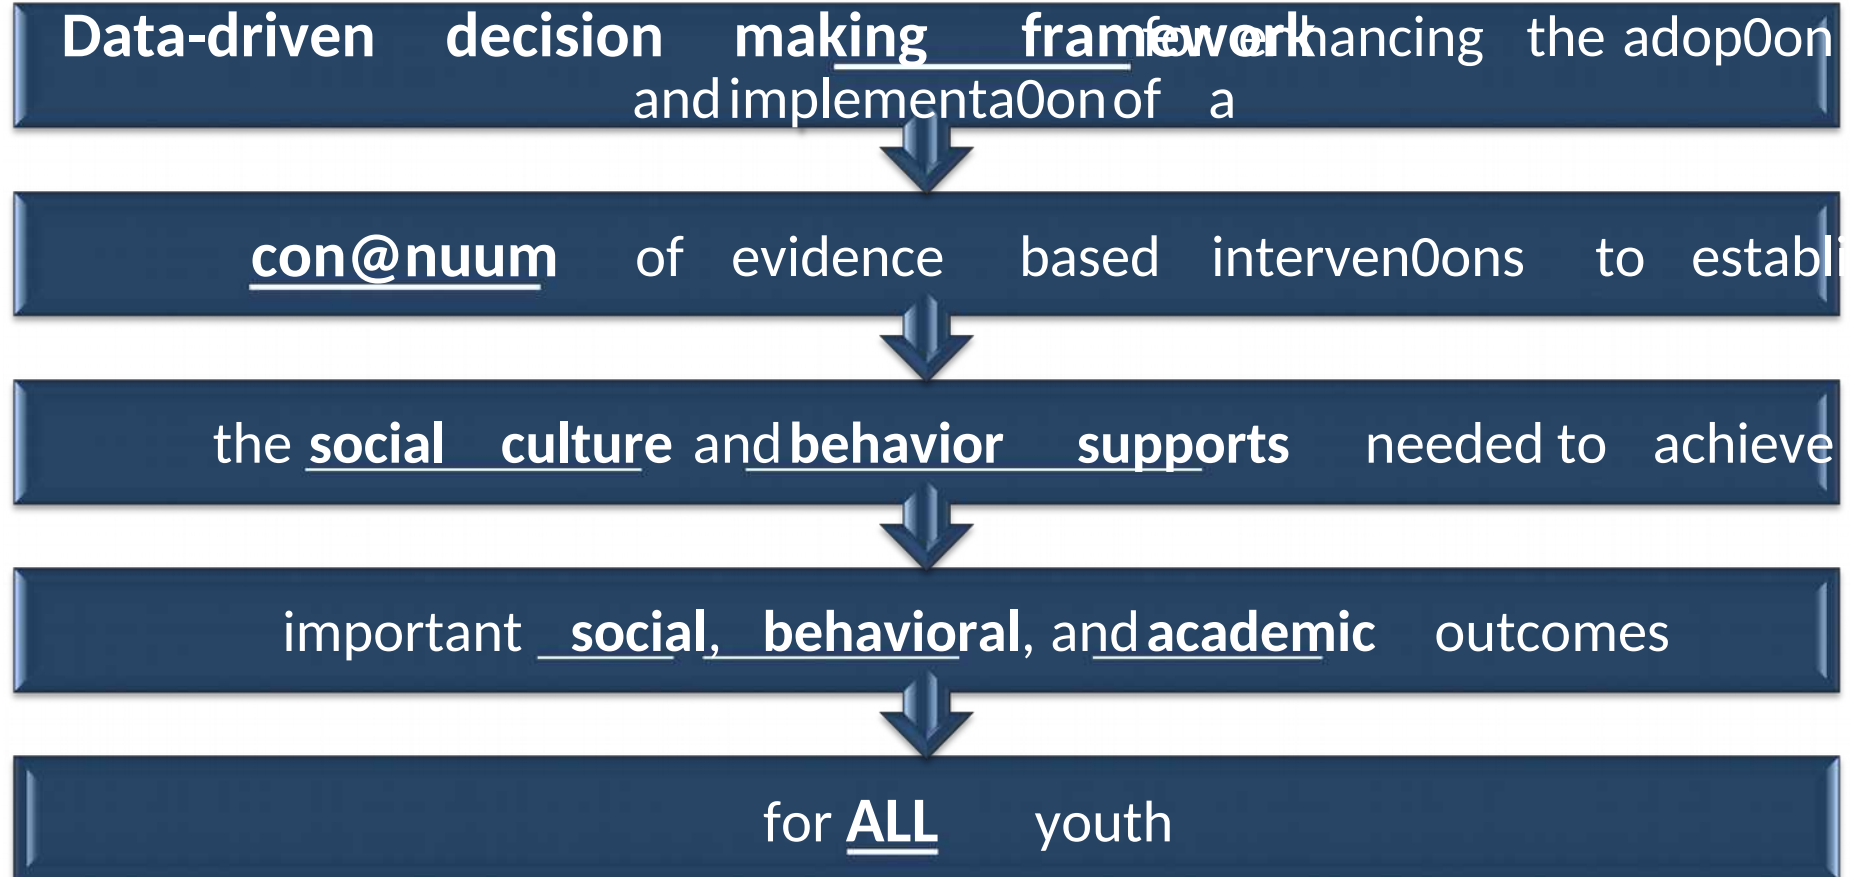 Data-driven decision making framework for enhancing the adop0on
and implementa0on of a
con@nuum of evidence based interven0ons to establi
the social culture and behavior supports needed to achieve
important social, behavioral, and academic outcomes
for ALL youth